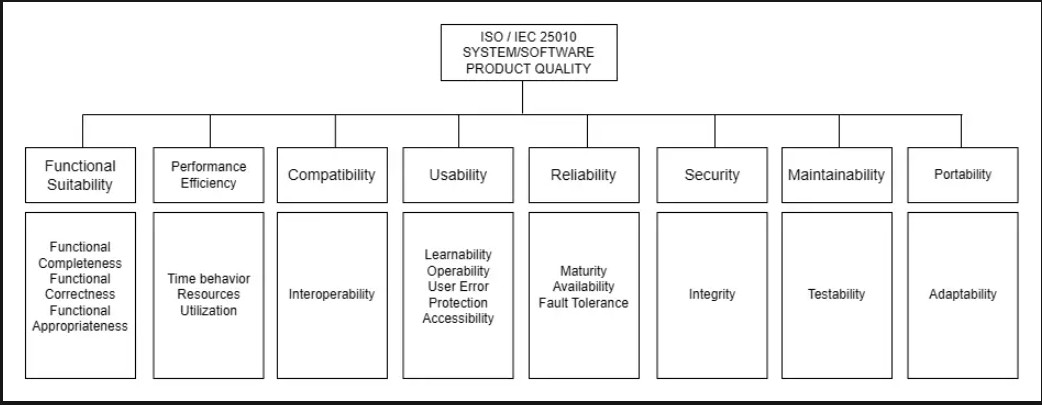 ISO / IEC 25010
SYSTEM/SOFTWARE
PRODUCT QUALITY
Functional
Suitability
Performance
Efficiency
Compatibility
Usability
Reliability
Security
Maintainability
Portability
Functional
Completeness
Functional
Correctness
Functional
Appropriateness
Time behavior
Resources
Utilization
Interoperability
Learnability
Operability
User Error
Protection
Accessibility
Maturity
Availability
Fault Tolerance
Integrity
Testability
Adaptability